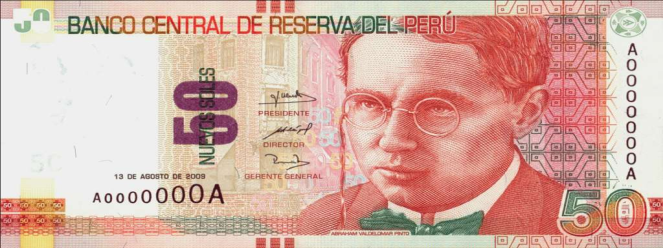 BANCO CENTRAL DE RESERVA DEL PERÚ
50
NUEVOS SOLES
PRESIDENTE
DIRECTOR
GERENTE GENERAL
13 DE AGOSTO DE 2009
A0000000A
A0000000A
ABRAHAM VALDELOMAR PINTO
50